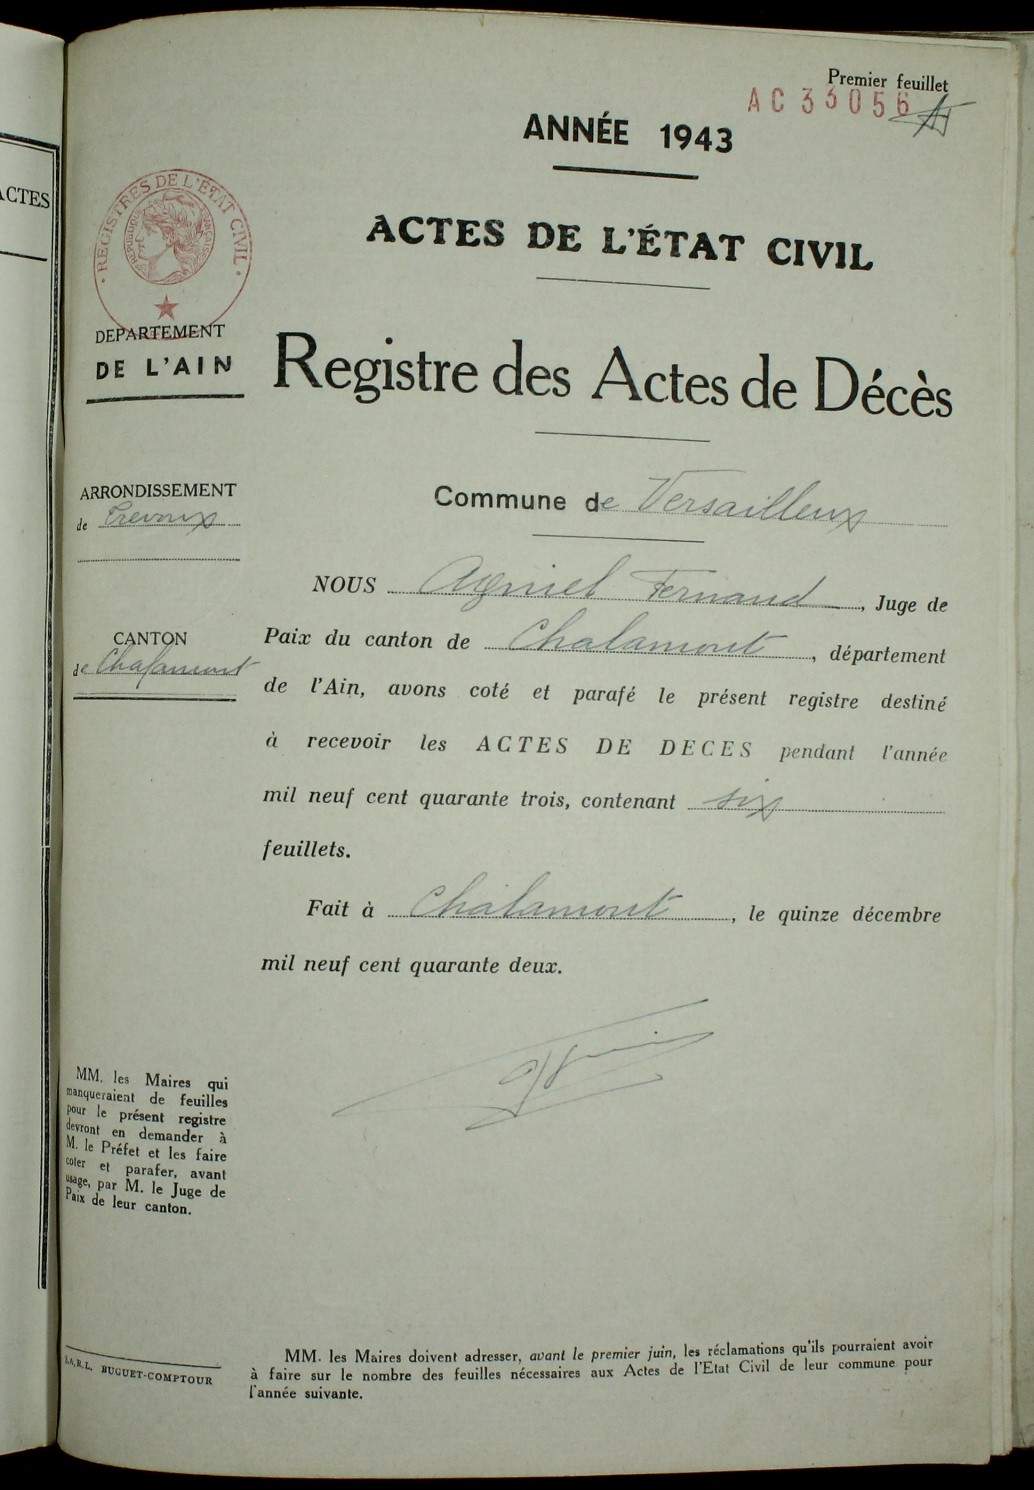 ACTES
Premier feuillet
AC 33056
ANNÉE 1943
ACTES DE L'ÉTAT CIVIL
REGISTRES DE L'ETAT CIVIL
REPUBLIQUE FRANÇAISE
DEPARTEMENT
DE L'AIN
Registre des Actes de Décès
ARRONDISSEMENT
de Trevoux
Commune de Versailleux
NOUS Agniel Fernand, Juge de
CANTON
de Chalamont
Paix du canton de Chalamont, département
de l'Ain, avons coté et parafé le présent registre destiné
à recevoir les ACTES DE DECES pendant l'année
mil neuf cent quarante trois, contenant six
feuillets.
Fait à Chalamont, le quinze décembre
mil neuf cent quarante deux.
MM. les Maires qui
manqueraient de feuilles
pour le présent registre
devront en demander à
M. le Préfet et les faire
coter et parafer, avant
usage, par M. le Juge de
Paix de leur canton.
MM. les Maires doivent adresser, avant le premier juin, les réclamations qu'ils pourraient avoir
à faire sur le nombre des feuilles nécessaires aux Actes de l'Etat Civil de leur commune pour
l'année suivante.
BUGUET-COMPTOUR